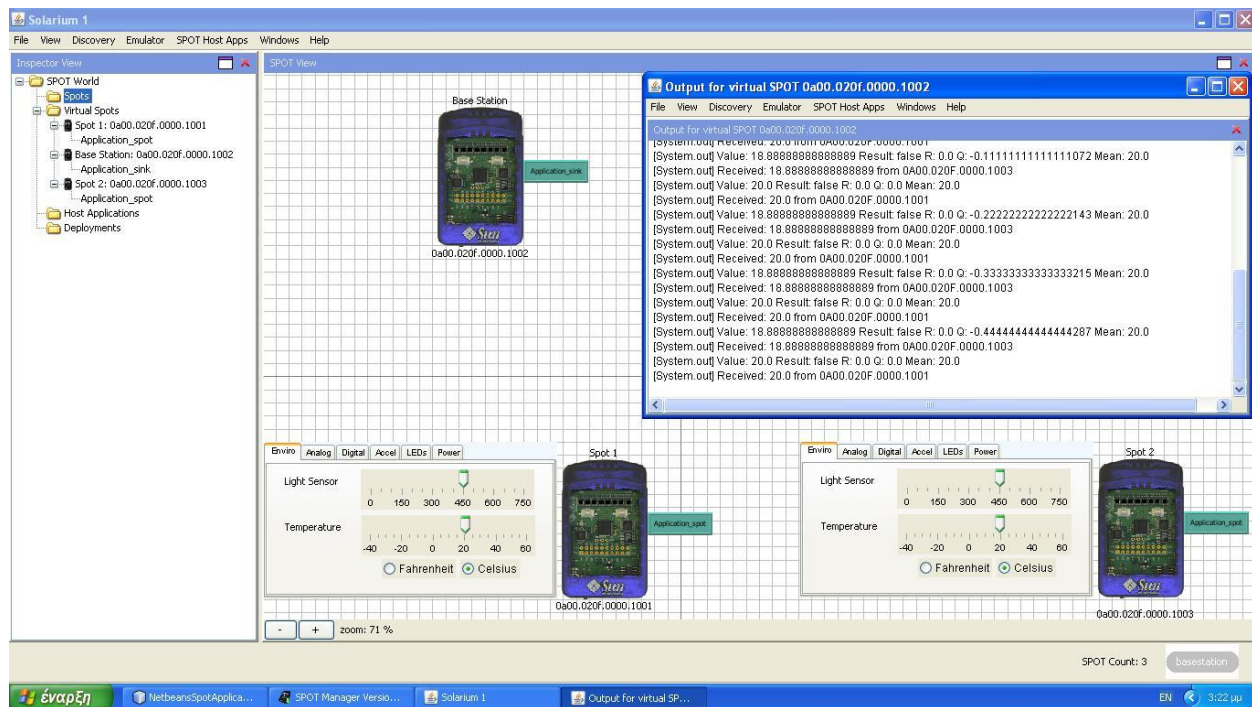 Solarium 1
File View Discovery Emulator SPOT Host Apps Windows Help
Inspector View
SPOT World
Spots
Virtual Spots
Spot 1: 0a00.020f.0000.1001
Application_spot
Base Station: 0a00.020f.0000.1002
Application_sink
Spot 2: 0a00.020f.0000.1003
Application_spot
Host Applications
Deployments
SPOT View
Base Station
Application_sink
Sun
0a00.020f.0000.1002
Output for virtual SPOT 0a00.020f.0000.1002
File View Discovery Emulator SPOT Host Apps Windows Help
Output for virtual SPOT 0a00.020f.0000.1002
[System.out] Received: 20.0 from 0A00.020F.0000.1001
[System.out] Value: 18.88888888888889 Result: false R: 0.0 Q: -0.11111111111111072 Mean: 20.0
[System.out] Received: 18.88888888888889 from 0A00.020F.0000.1003
[System.out] Value: 20.0 Result: false R: 0.0 Q: 0.0 Mean: 20.0
[System.out] Received: 20.0 from 0A00.020F.0000.1001
[System.out] Value: 18.88888888888889 Result: false R: 0.0 Q: -0.22222222222222143 Mean: 20.0
[System.out] Received: 18.88888888888889 from 0A00.020F.0000.1003
[System.out] Value: 20.0 Result: false R: 0.0 Q: 0.0 Mean: 20.0
[System.out] Received: 20.0 from 0A00.020F.0000.1001
[System.out] Value: 18.88888888888889 Result: false R: 0.0 Q: -0.33333333333333215 Mean: 20.0
[System.out] Received: 18.88888888888889 from 0A00.020F.0000.1003
[System.out] Value: 20.0 Result: false R: 0.0 Q: 0.0 Mean: 20.0
[System.out] Received: 20.0 from 0A00.020F.0000.1001
[System.out] Value: 18.88888888888889 Result: false R: 0.0 Q: -0.44444444444444287 Mean: 20.0
[System.out] Received: 18.88888888888889 from 0A00.020F.0000.1003
[System.out] Value: 20.0 Result: false R: 0.0 Q: 0.0 Mean: 20.0
[System.out] Received: 20.0 from 0A00.020F.0000.1001
Enviro Analog Digital Accel LEDs Power
Light Sensor
0 150 300 450 600 750
Temperature
-40 -20 0 20 40 60
Fahrenheit Celsius
Spot 1
Application_spot
Sun
0a00.020f.0000.1001
Enviro Analog Digital Accel LEDs Power
Light Sensor
0 150 300 450 600 750
Temperature
-40 -20 0 20 40 60
Fahrenheit Celsius
Spot 2
Application_spot
Sun
0a00.020f.0000.1003
- + zoom: 71 %
SPOT Count: 3 basestation
έναρξη NetbeansSpotApplica... SPOT Manager Versio... Solarium 1 Output for virtual SP... EN 3:22 μμ